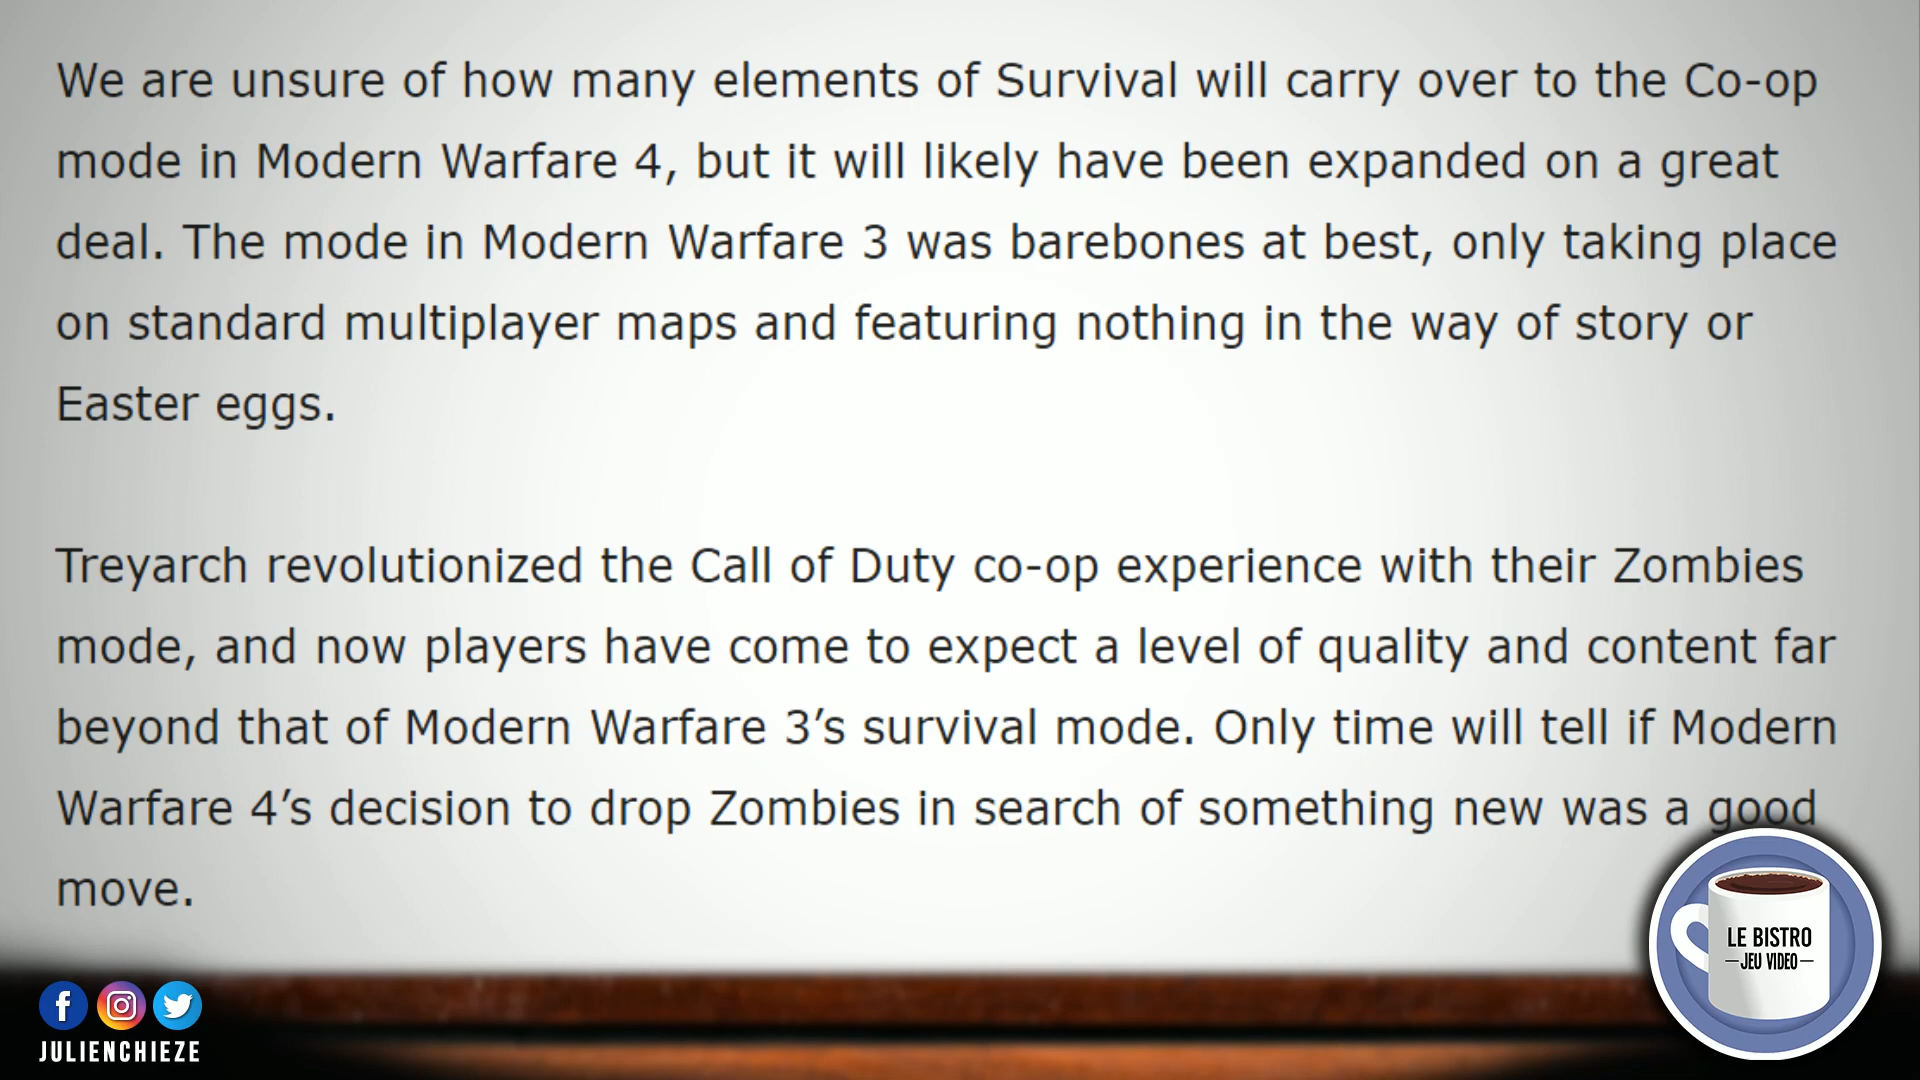 We are unsure of how many elements of Survival will carry over to the Co-op
mode in Modern Warfare 4, but it will likely have been expanded on a great
deal. The mode in Modern Warfare 3 was barebones at best, only taking place
on standard multiplayer maps and featuring nothing in the way of story or
Easter eggs.
Treyarch revolutionized the Call of Duty co-op experience with their Zombies
mode, and now players have come to expect a level of quality and content far
beyond that of Modern Warfare 3’s survival mode. Only time will tell if Modern
Warfare 4’s decision to drop Zombies in search of something new was a good
move.
LE BISTRO
—JEU VIDEO—
JULIENCHIEZE